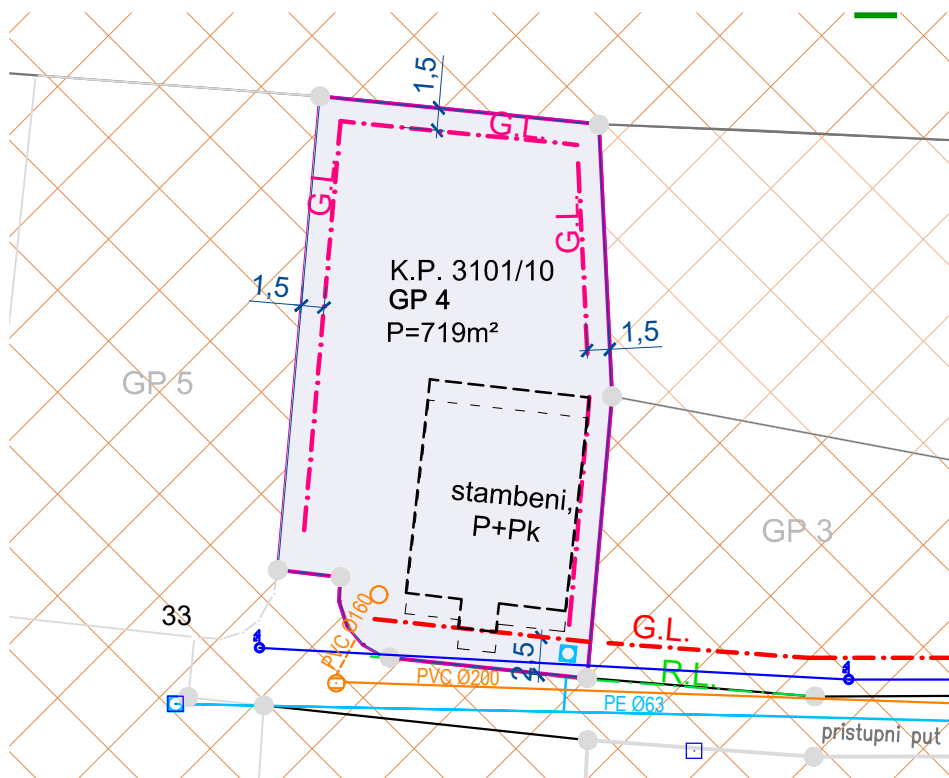 1,5
G.L.
G.L.
G.L.
K.P. 3101/10
GP 4
P=719m²
1,5
1,5
GP 5
stambeni,
P+Pk
GP 3
33
PVC Ø160
G.L.
2,5
R.L.
PVC Ø200
PE Ø63
pristupni put